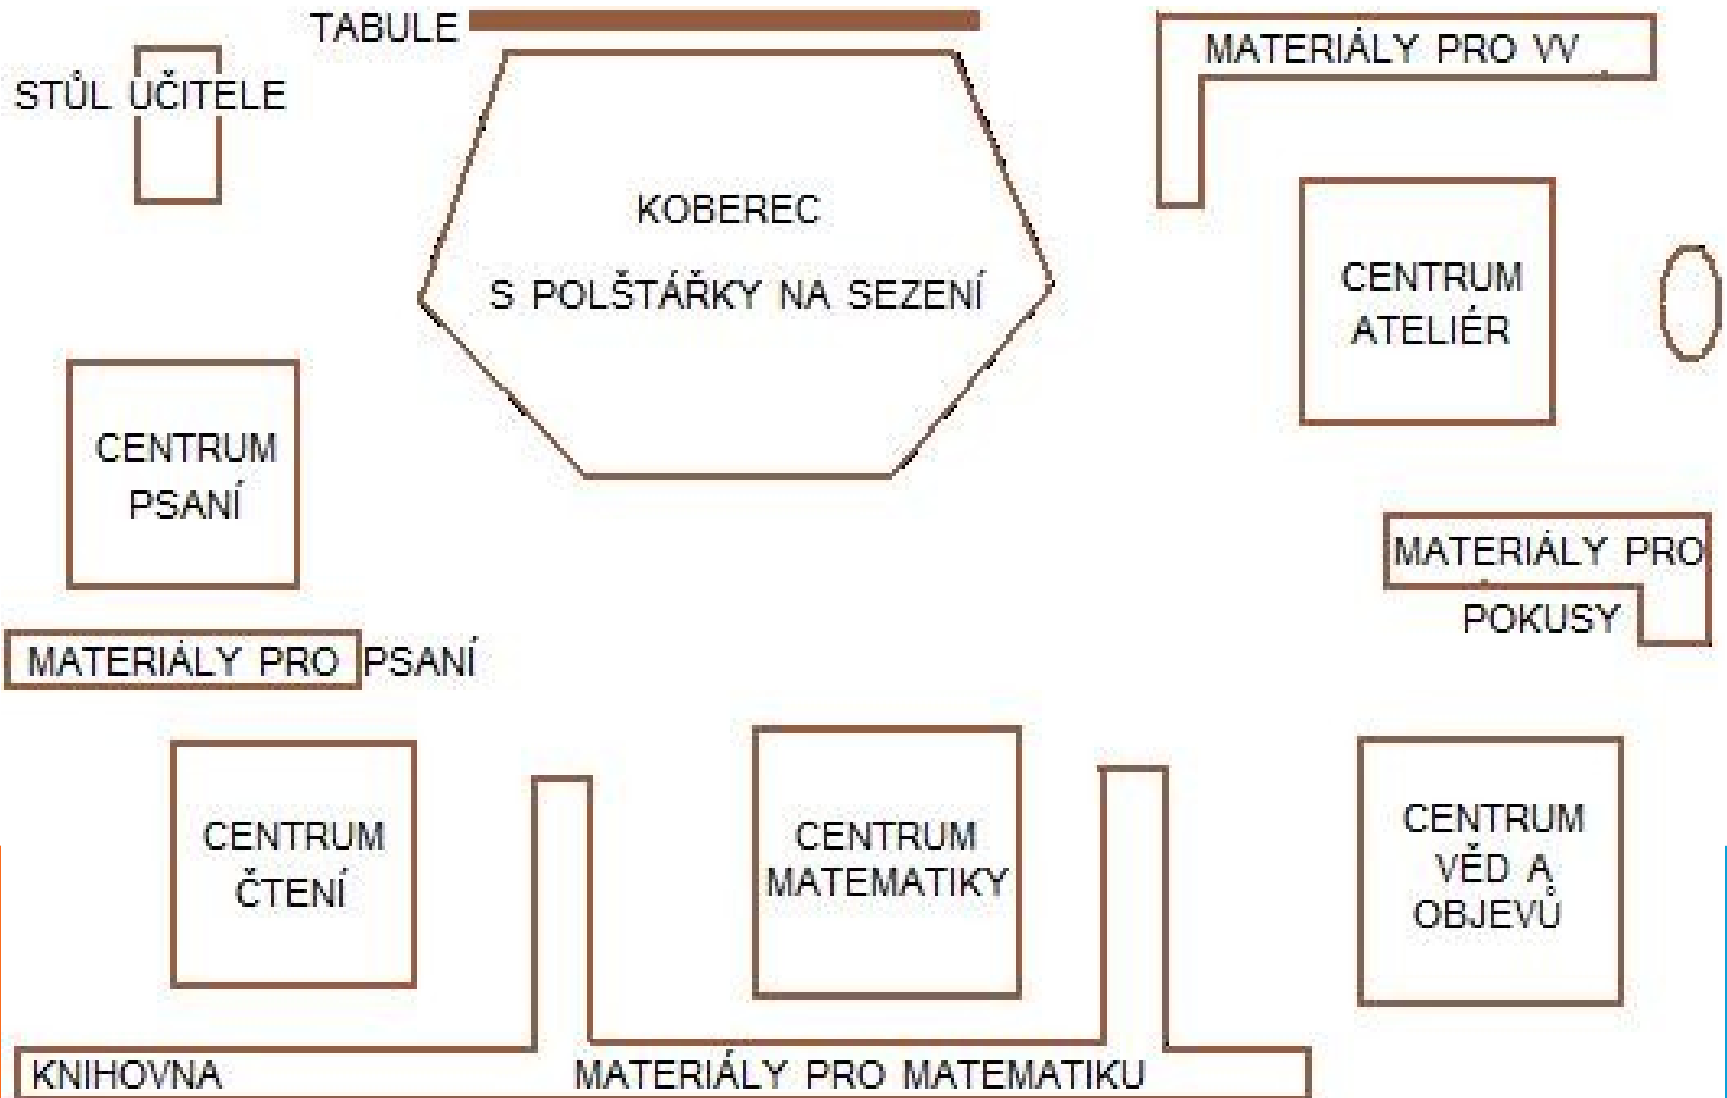 TABULE
MATERIÁLY PRO VV
STŮL UČITELE
KOBEREC
S POLŠTÁŘKY NA SEZENÍ
CENTRUM
ATELIÉR
CENTRUM
PSANÍ
MATERIÁLY PRO
POKUSY
MATERIÁLY PRO PSANÍ
CENTRUM
ČTENÍ
CENTRUM
MATEMATIKY
CENTRUM
VĚD A
OBJEVŮ
KNIHOVNA
MATERIÁLY PRO MATEMATIKU